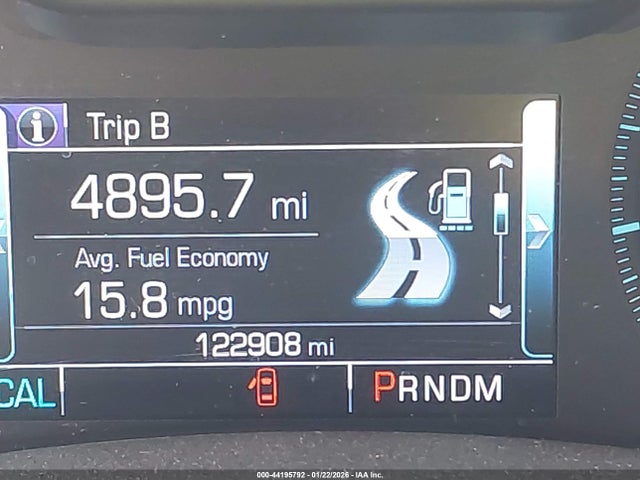 Trip B
4895.7 mi
Avg. Fuel Economy
15.8 mpg
122908 mi
CAL
PRNDM
000-44195792 - 01/22/2026 - IAA Inc.